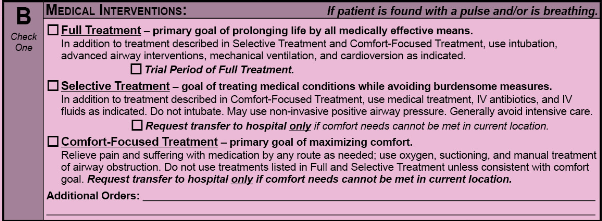 B
Check
One
MEDICAL INTERVENTIONS: If patient is found with a pulse and/or is breathing.
Full Treatment – primary goal of prolonging life by all medically effective means.
In addition to treatment described in Selective Treatment and Comfort-Focused Treatment, use intubation,
advanced airway interventions, mechanical ventilation, and cardioversion as indicated.
Trial Period of Full Treatment.
Selective Treatment – goal of treating medical conditions while avoiding burdensome measures.
In addition to treatment described in Comfort-Focused Treatment, use medical treatment, IV antibiotics, and IV
fluids as indicated. Do not intubate. May use non-invasive positive airway pressure. Generally avoid intensive care.
Request transfer to hospital only if comfort needs cannot be met in current location.
Comfort-Focused Treatment – primary goal of maximizing comfort.
Relieve pain and suffering with medication by any route as needed; use oxygen, suctioning, and manual treatment
of airway obstruction. Do not use treatments listed in Full and Selective Treatment unless consistent with comfort
goal. Request transfer to hospital only if comfort needs cannot be met in current location.
Additional Orders: